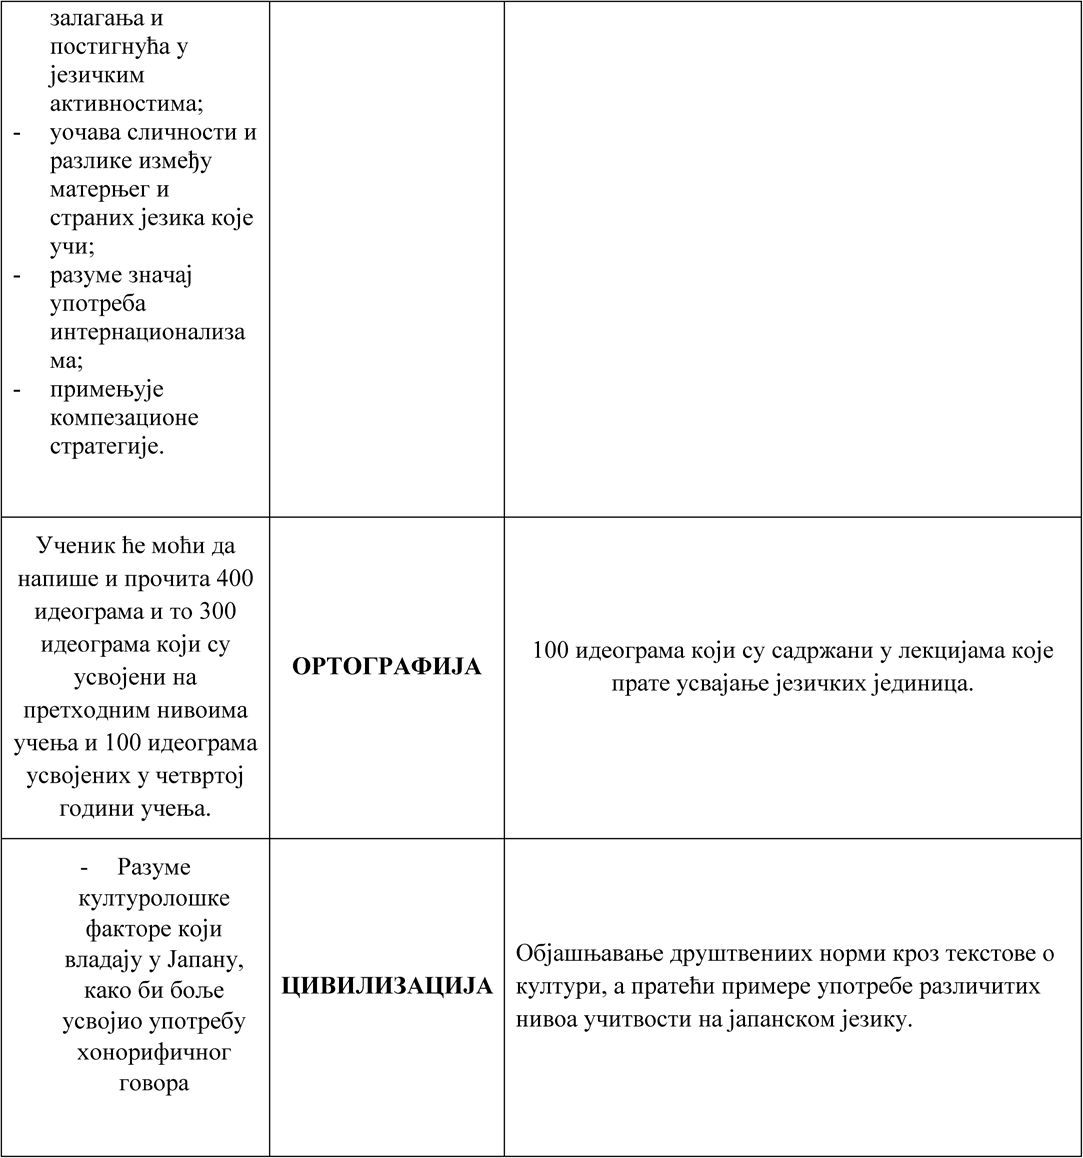 залагања и
постигнућа у
језичким
активностима;
- уочава сличности и
разлике између
матерњег и
страних језика које
учи;
- разуме значај
употреба
интернационализа
ма;
- примењује
компезационе
стратегије.
Ученик ће моћи да
напише и прочита 400
идеограма и то 300
идеограма који су
усвојени на
претходним нивоима
учења и 100 идеограма
усвојених у четвртој
години учења.
ОРТОГРАФИЈА
100 идеограма који су садржани у лекцијама које
прате усвајање језичких јединица.
- Разуме
културолошке
факторе који
владају у Јапану,
како би боље
усвојио употребу
хонорифичног
говора
ЦИВИЛИЗАЦИЈА
Објашњавање друштвениих норми кроз текстове о
култури, а пратећи примере употребе различитих
нивоа учитвости на јапанском језику.